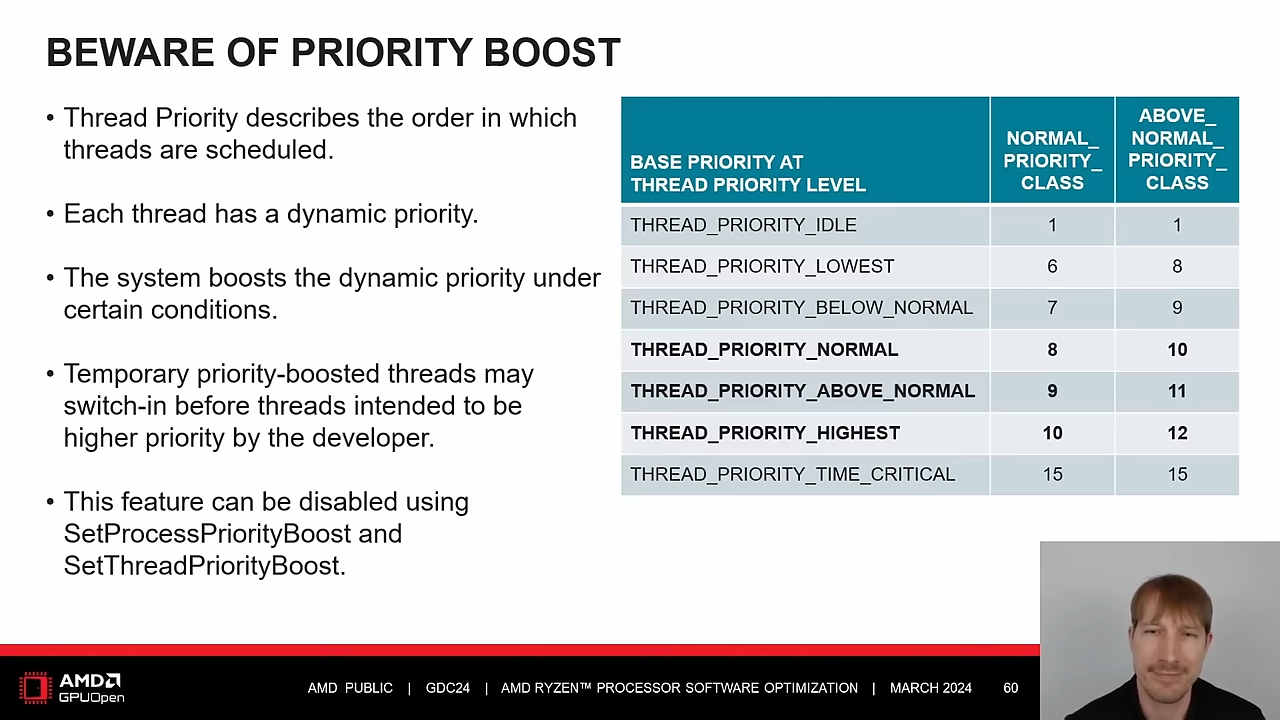 BEWARE OF PRIORITY BOOST
• Thread Priority describes the order in which
threads are scheduled.
• Each thread has a dynamic priority.
• The system boosts the dynamic priority under
certain conditions.
• Temporary priority-boosted threads may
switch-in before threads intended to be
higher priority by the developer.
• This feature can be disabled using
SetProcessPriorityBoost and
SetThreadPriorityBoost.
BASE PRIORITY AT
THREAD PRIORITY LEVEL
NORMAL_
PRIORITY_
CLASS
ABOVE_
NORMAL_
PRIORITY_
CLASS
THREAD_PRIORITY_IDLE 1 1
THREAD_PRIORITY_LOWEST 6 8
THREAD_PRIORITY_BELOW_NORMAL 7 9
THREAD_PRIORITY_NORMAL 8 10
THREAD_PRIORITY_ABOVE_NORMAL 9 11
THREAD_PRIORITY_HIGHEST 10 12
THREAD_PRIORITY_TIME_CRITICAL 15 15
AMD
GPUOpen
AMD PUBLIC | GDC24 | AMD RYZEN™ PROCESSOR SOFTWARE OPTIMIZATION | MARCH 2024 60